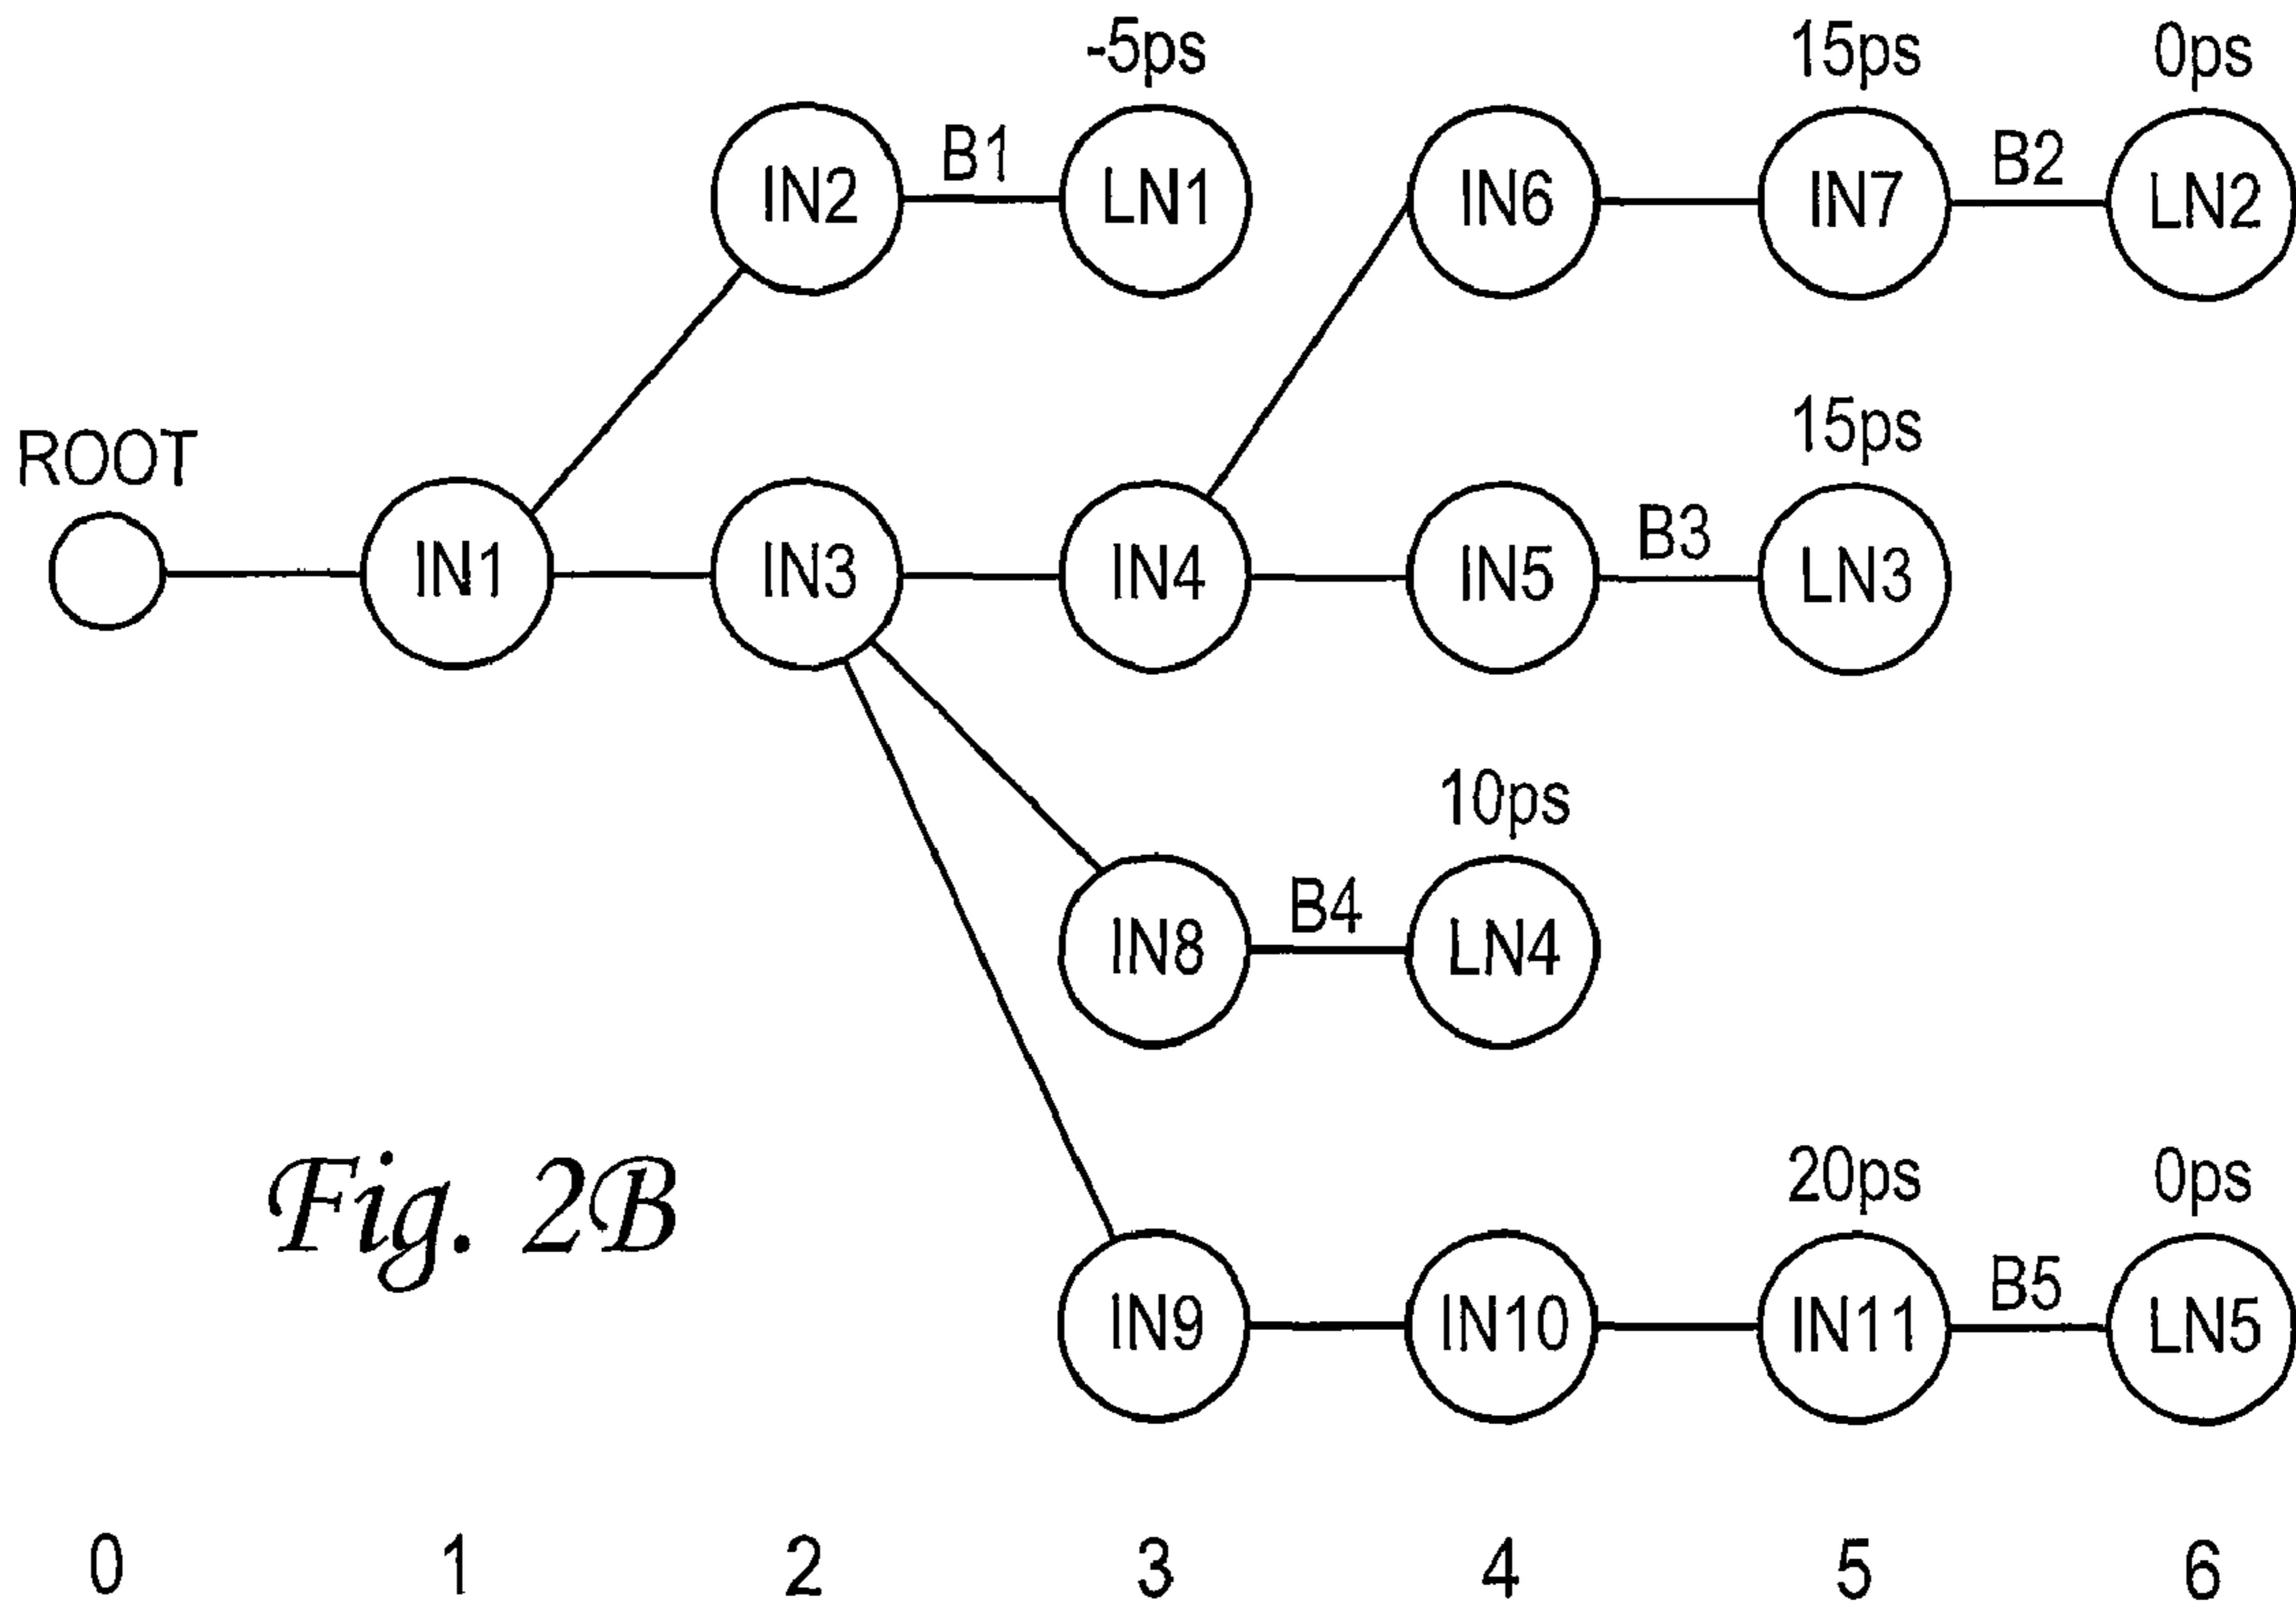 -5ps 15ps 0ps
IN2 B1 LN1 IN6 IN7 B2 LN2
15ps
ROOT
IN1 IN3 IN4 IN5 B3 LN3
10ps
IN8 B4 LN4
20ps 0ps
Fig. 2B
IN9 IN10 IN11 B5 LN5
0 1 2 3 4 5 6